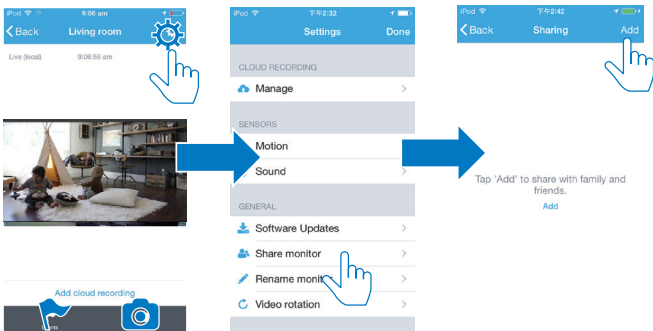 iPod 9:06 am
Back Living room
Live (local) 9:06:56 am
Add cloud recording
iPod 下午2:32
Settings Done
CLOUD RECORDING
Manage
SENSORS
Motion
Sound
GENERAL
Software Updates
Share monitor
Rename monitor
Video rotation
iPod 下午2:42
Back Sharing Add
Tap 'Add' to share with family and
friends.
Add